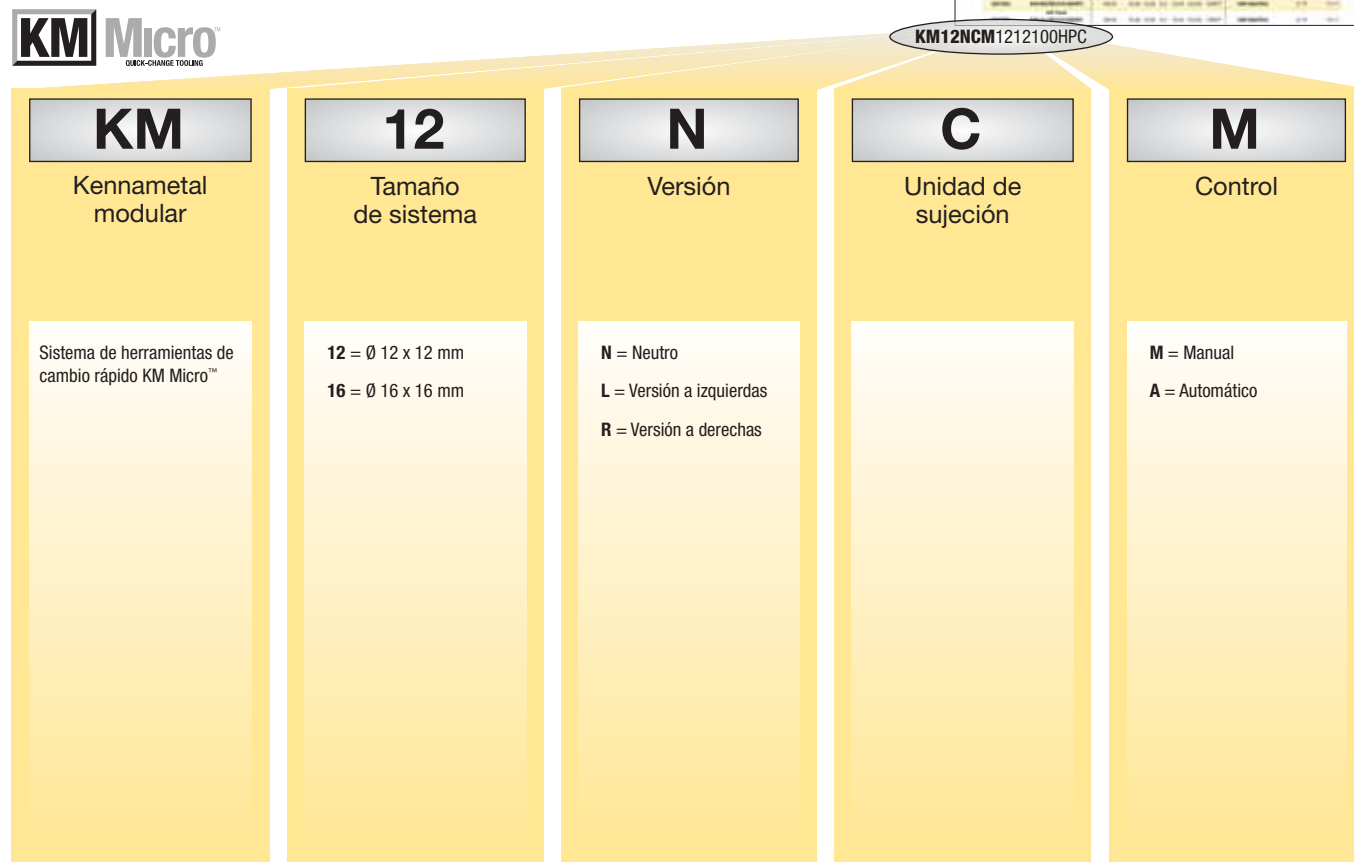 KM Micro™
QUICK-CHANGE TOOLING
KM12NCM1212100HPC
KM
Kennametal
modular
Sistema de herramientas de
cambio rápido KM Micro™
12
Tamaño
de sistema
12 = Ø 12 x 12 mm
16 = Ø 16 x 16 mm
N
Versión
N = Neutro
L = Versión a izquierdas
R = Versión a derechas
C
Unidad de
sujeción
M
Control
M = Manual
A = Automático